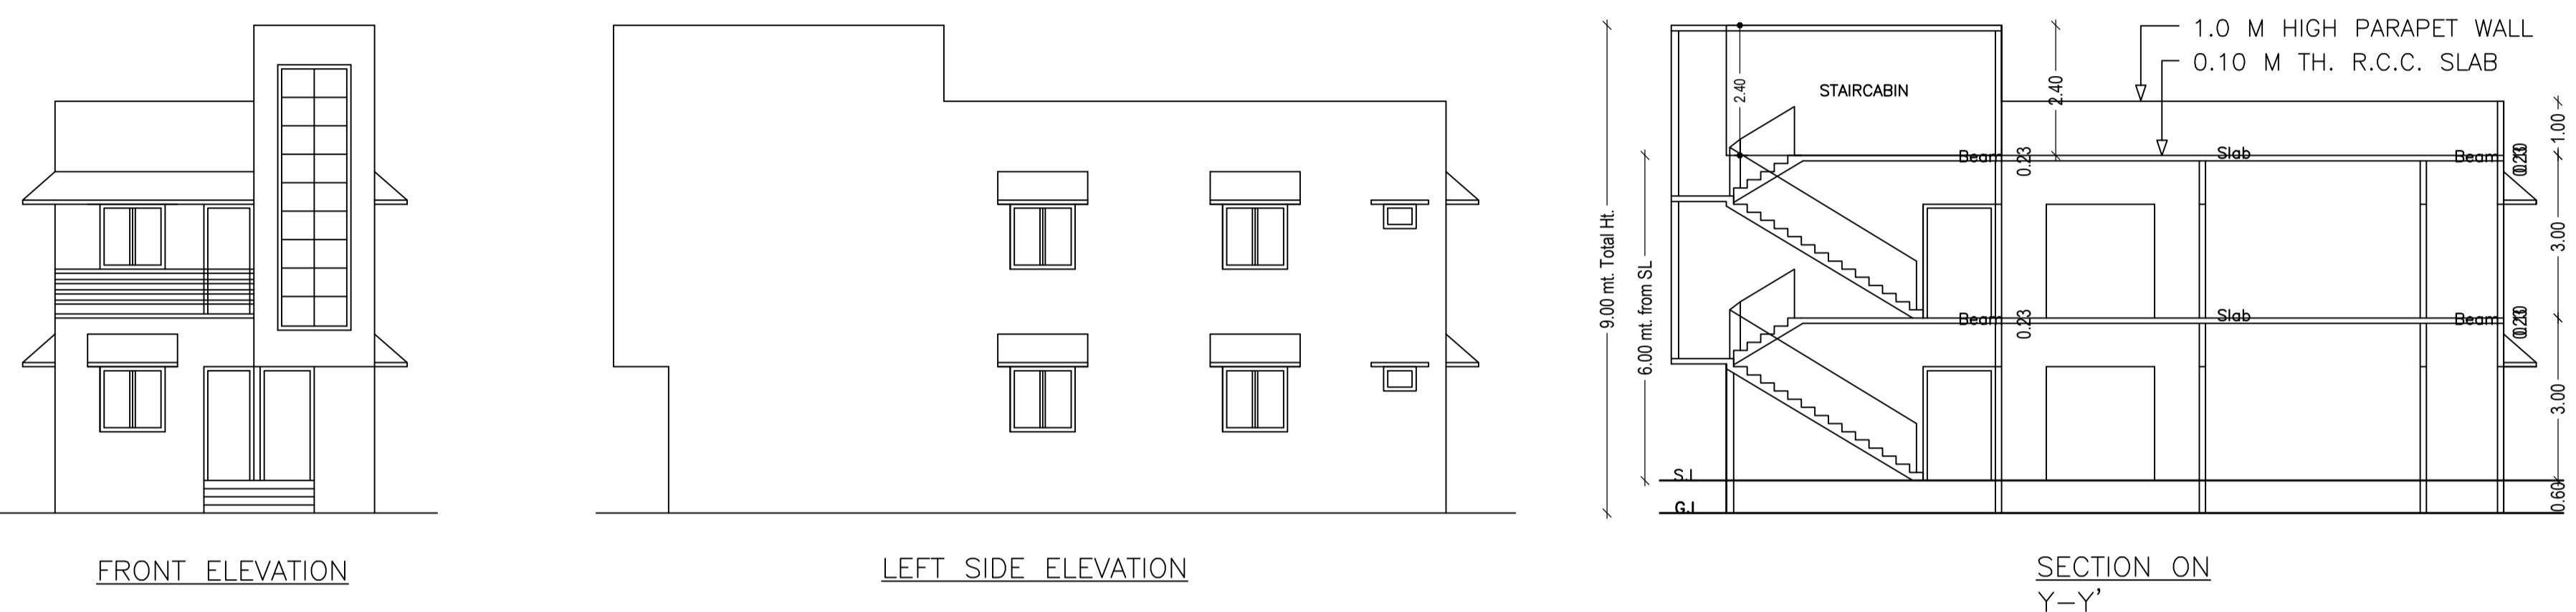 1.0 M HIGH PARAPET WALL
0.10 M TH. R.C.C. SLAB
STAIRCABIN
2.40
2.40
1.00
Beam
0.23
Slab
Beam
3.00
9.00 mt. Total Ht.
6.00 mt. from SL
Beam
0.23
Slab
Beam
3.00
S.L
G.L
0.60
FRONT ELEVATION
LEFT SIDE ELEVATION
SECTION ON
Y-Y'